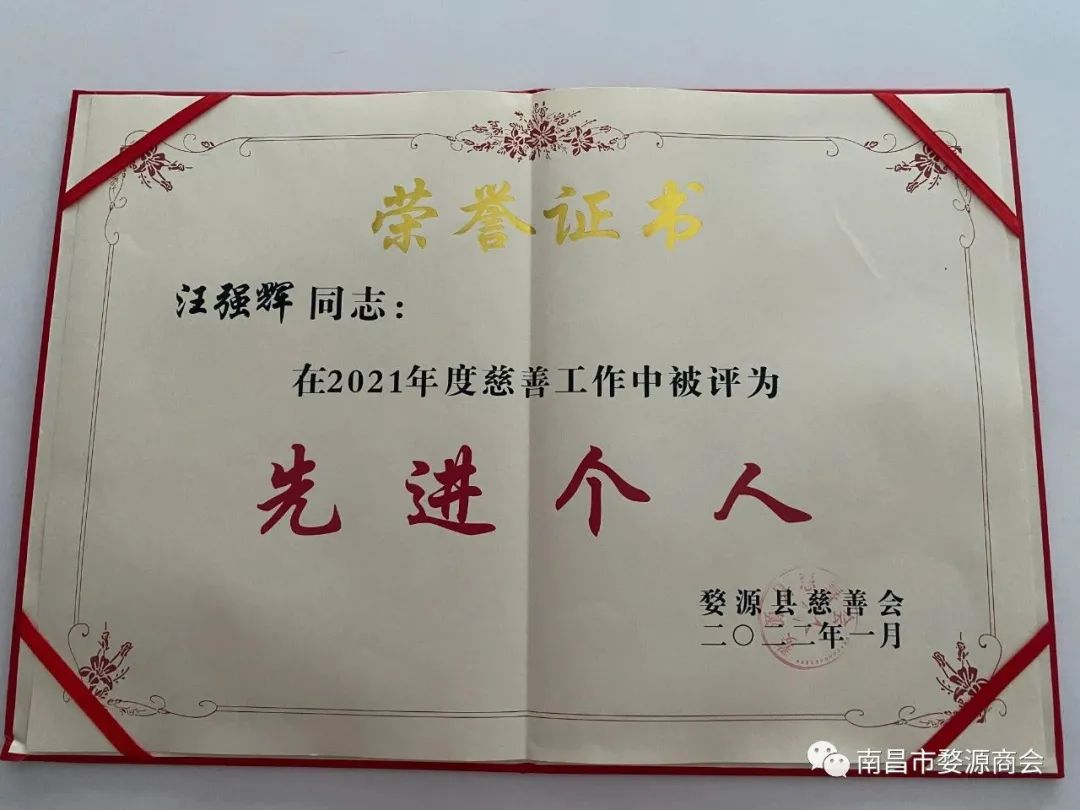 荣誉证书
汪强辉 同志：
在2021年度慈善工作中被评为
先进个人
婺源县慈善会
二〇二二年一月
南昌市婺源商会